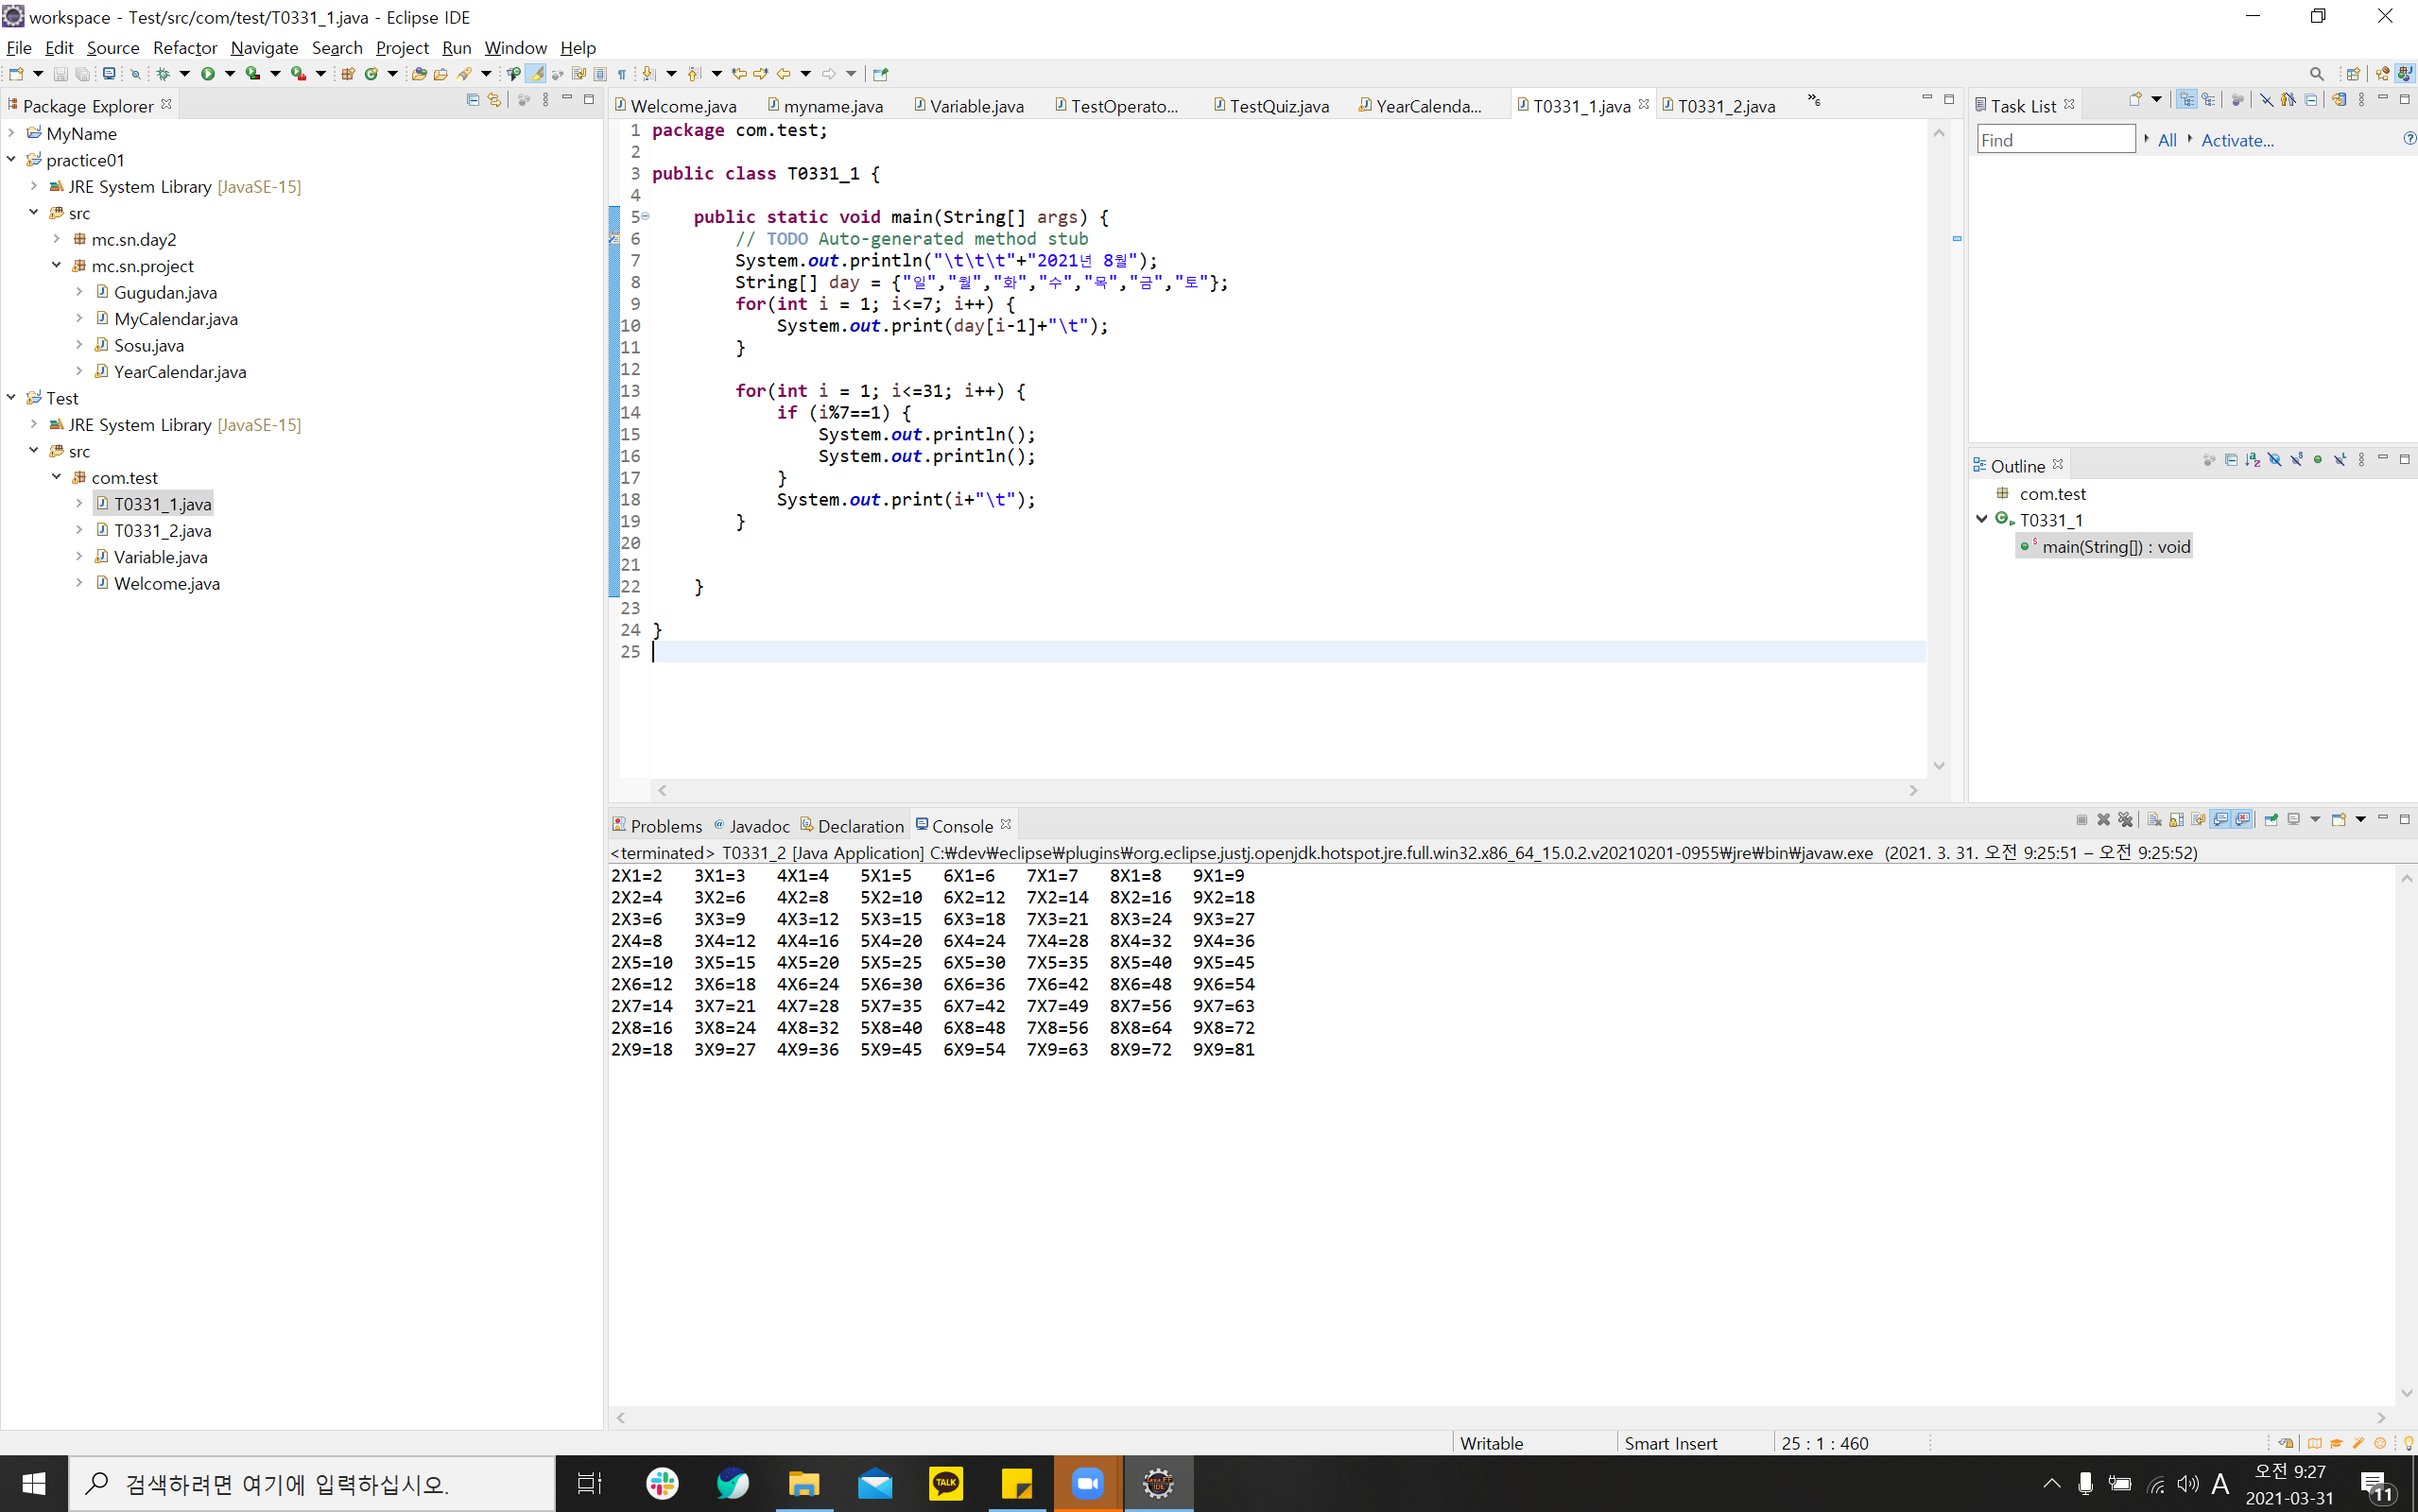 workspace - Test/src/com/test/T0331_1.java - Eclipse IDE
File Edit Source Refactor Navigate Search Project Run Window Help
Package Explorer
MyName
practice01
JRE System Library [JavaSE-15]
src
mc.sn.day2
mc.sn.project
Gugudan.java
MyCalendar.java
Sosu.java
YearCalendar.java
Test
JRE System Library [JavaSE-15]
src
com.test
T0331_1.java
T0331_2.java
Variable.java
Welcome.java
Welcome.java myname.java Variable.java TestOperato... TestQuiz.java YearCalenda... T0331_1.java T0331_2.java »6
1 package com.test;
2
3 public class T0331_1 {
4
5 public static void main(String[] args) {
6 // TODO Auto-generated method stub
7 System.out.println("\t\t\t"+"2021년 8월");
8 String[] day = {"일","월","화","수","목","금","토"};
9 for(int i = 1; i<=7; i++) {
10 System.out.print(day[i-1]+"\t");
11 }
12
13 for(int i = 1; i<=31; i++) {
14 if (i%7==1) {
15 System.out.println();
16 System.out.println();
17 }
18 System.out.print(i+"\t");
19 }
20
21
22 }
23
24 }
25
Task List
Find All Activate...
Outline
com.test
T0331_1
main(String[]) : void
Problems Javadoc Declaration Console
<terminated> T0331_2 [Java Application] C:₩dev₩eclipse₩plugins₩org.eclipse.justj.openjdk.hotspot.jre.full.win32.x86_64_15.0.2.v20210201-0955₩jre₩bin₩javaw.exe (2021. 3. 31. 오전 9:25:51 – 오전 9:25:52)
2X1=2 3X1=3 4X1=4 5X1=5 6X1=6 7X1=7 8X1=8 9X1=9
2X2=4 3X2=6 4X2=8 5X2=10 6X2=12 7X2=14 8X2=16 9X2=18
2X3=6 3X3=9 4X3=12 5X3=15 6X3=18 7X3=21 8X3=24 9X3=27
2X4=8 3X4=12 4X4=16 5X4=20 6X4=24 7X4=28 8X4=32 9X4=36
2X5=10 3X5=15 4X5=20 5X5=25 6X5=30 7X5=35 8X5=40 9X5=45
2X6=12 3X6=18 4X6=24 5X6=30 6X6=36 7X6=42 8X6=48 9X6=54
2X7=14 3X7=21 4X7=28 5X7=35 6X7=42 7X7=49 8X7=56 9X7=63
2X8=16 3X8=24 4X8=32 5X8=40 6X8=48 7X8=56 8X8=64 9X8=72
2X9=18 3X9=27 4X9=36 5X9=45 6X9=54 7X9=63 8X9=72 9X9=81
Writable Smart Insert 25 : 1 : 460
검색하려면 여기에 입력하십시오.
TALK
A
오전 9:27
2021-03-31
11